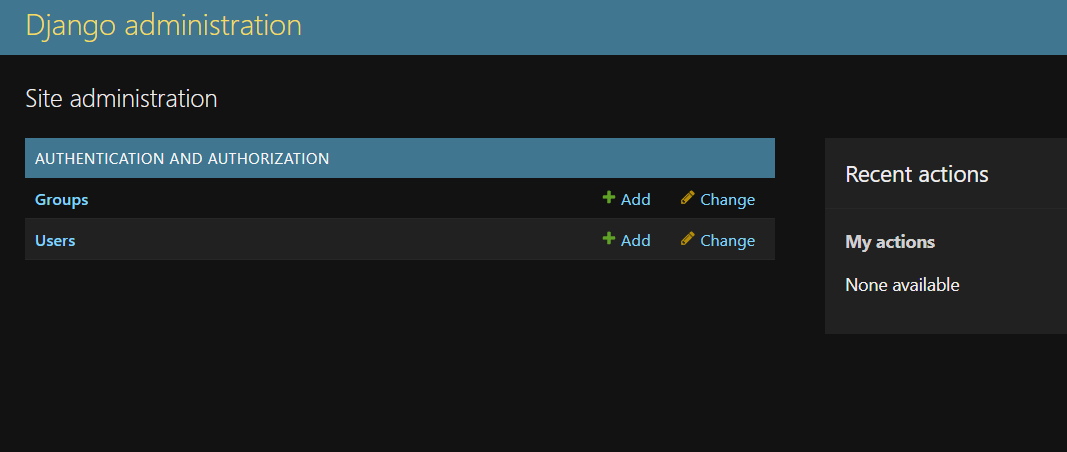 Django administration
Site administration
AUTHENTICATION AND AUTHORIZATION
Groups Add Change
Users Add Change
Recent actions
My actions
None available